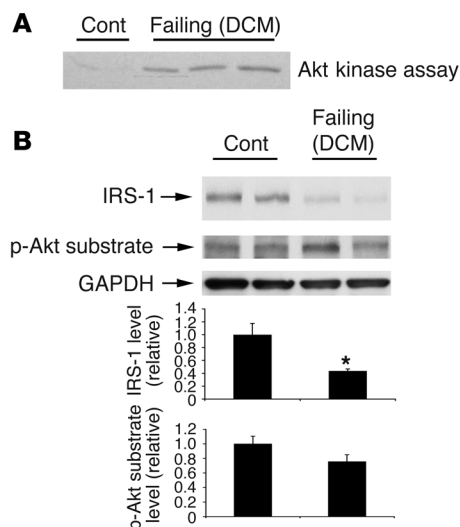 A
Cont Failing (DCM)
Akt kinase assay
B
Failing
Cont (DCM)
IRS-1
p-Akt substrate
GAPDH
1.4
1.2
1.0
0.8
0.6
0.4
0.2
0
IRS-1 level
(relative)
*
1.2
1.0
0.8
0.6
0.4
0.2
0
p-Akt substrate
level (relative)